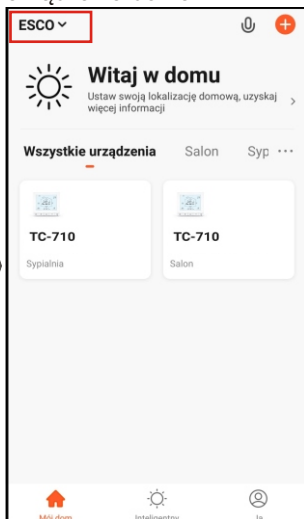 ESCO
Witaj w domu
Ustaw swoją lokalizację domową, uzyskaj
więcej informacji
Wszystkie urządzenia Salon Syp ...
TC-710 TC-710
Sypialnia Salon
Mój dom Inteligentny Ja